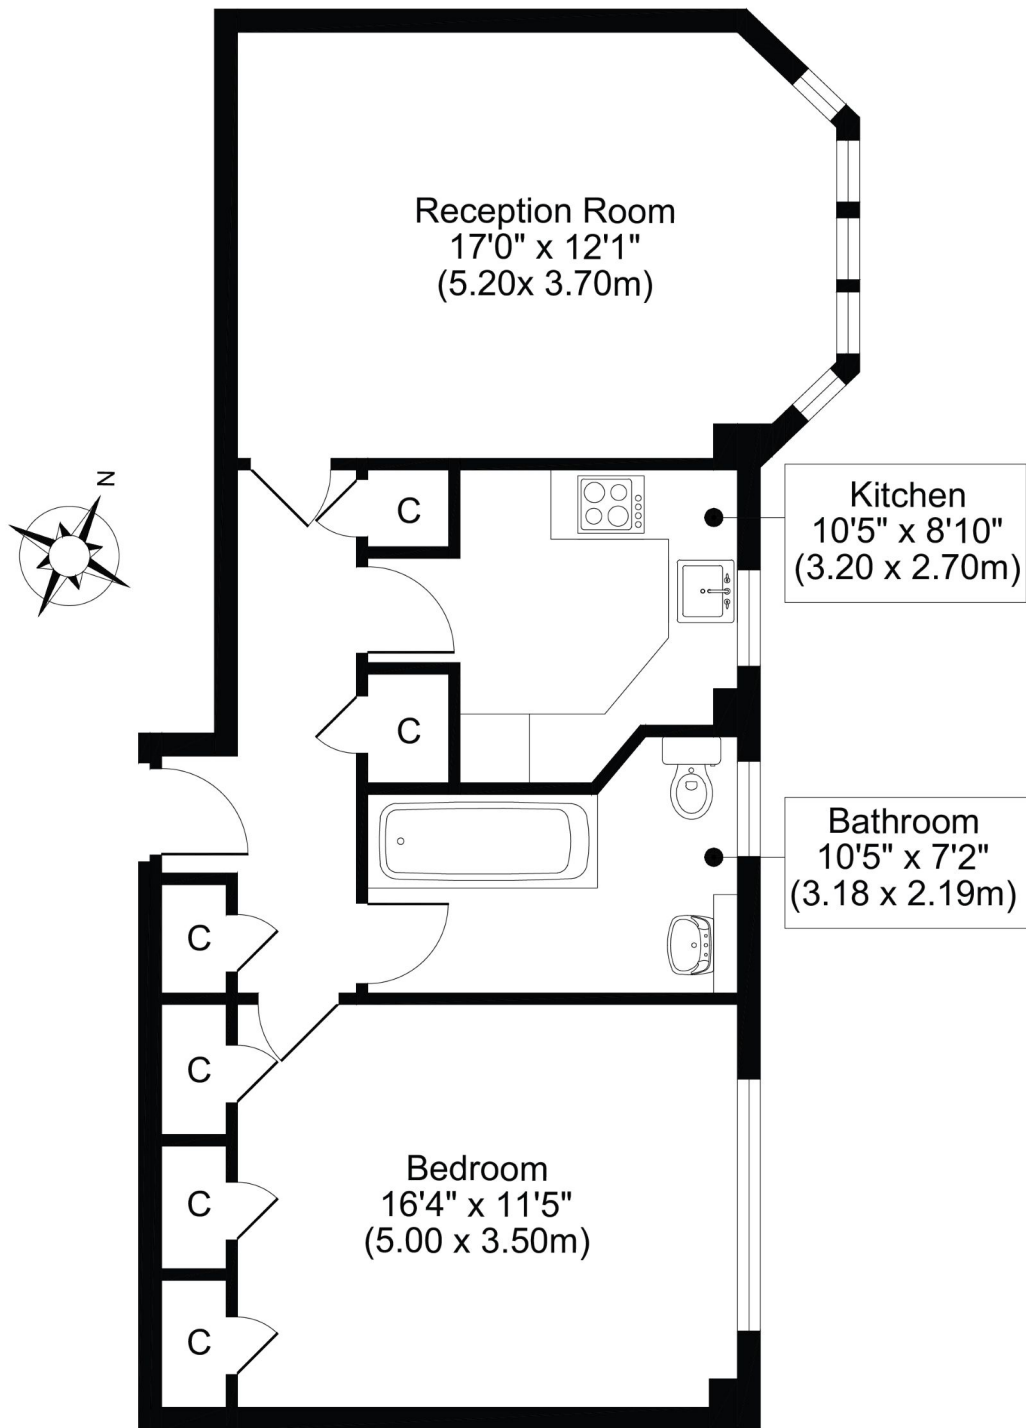 Reception Room
17'0" x 12'1"
(5.20x 3.70m)
N
C
Kitchen
10'5" x 8'10"
(3.20 x 2.70m)
C
Bathroom
10'5" x 7'2"
(3.18 x 2.19m)
C
C
Bedroom
16'4" x 11'5"
(5.00 x 3.50m)
C
C